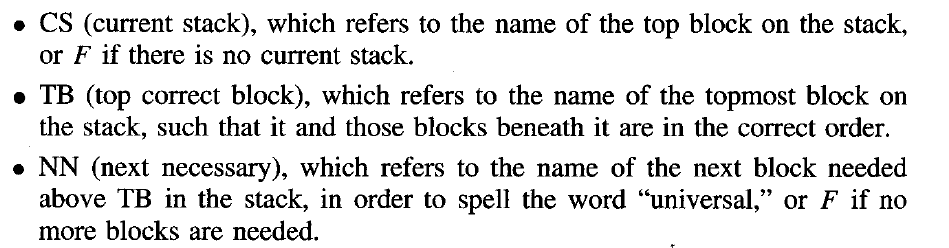 • CS (current stack), which refers to the name of the top block on the stack,
or F if there is no current stack.
• TB (top correct block), which refers to the name of the topmost block on
the stack, such that it and those blocks beneath it are in the correct order.
• NN (next necessary), which refers to the name of the next block needed
above TB in the stack, in order to spell the word “universal,” or F if no
more blocks are needed.